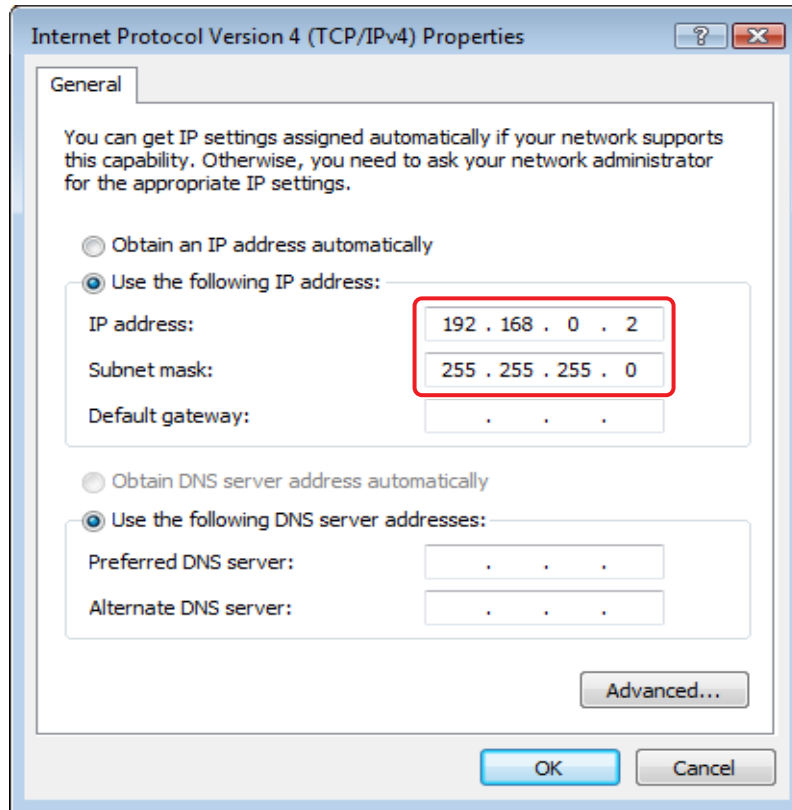 Internet Protocol Version 4 (TCP/IPv4) Properties
General
You can get IP settings assigned automatically if your network supports
this capability. Otherwise, you need to ask your network administrator
for the appropriate IP settings.
Obtain an IP address automatically
Use the following IP address:
IP address: 192 . 168 . 0 . 2
Subnet mask: 255 . 255 . 255 . 0
Default gateway: . . .
Obtain DNS server address automatically
Use the following DNS server addresses:
Preferred DNS server: . . .
Alternate DNS server: . . .
Advanced...
OK Cancel